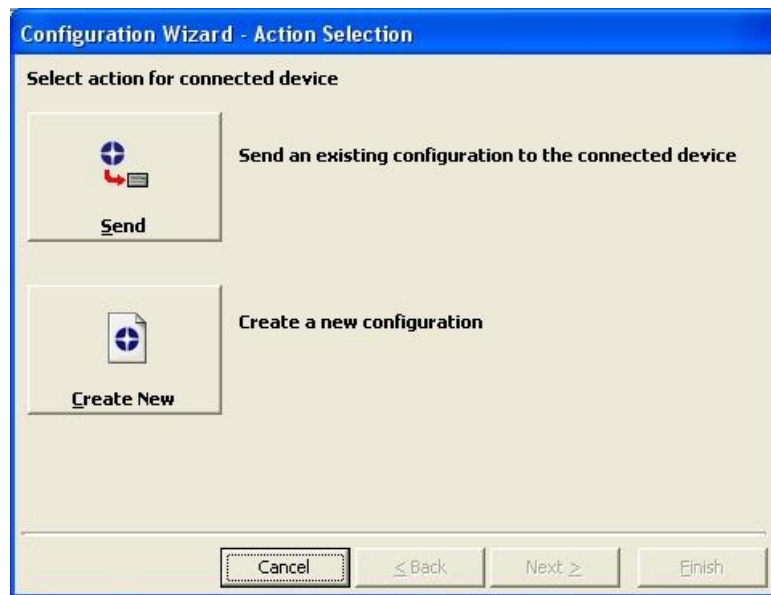 Configuration Wizard - Action Selection
Select action for connected device
Send an existing configuration to the connected device
Send
Create a new configuration
Create New
Cancel
< Back
Next >
Finish